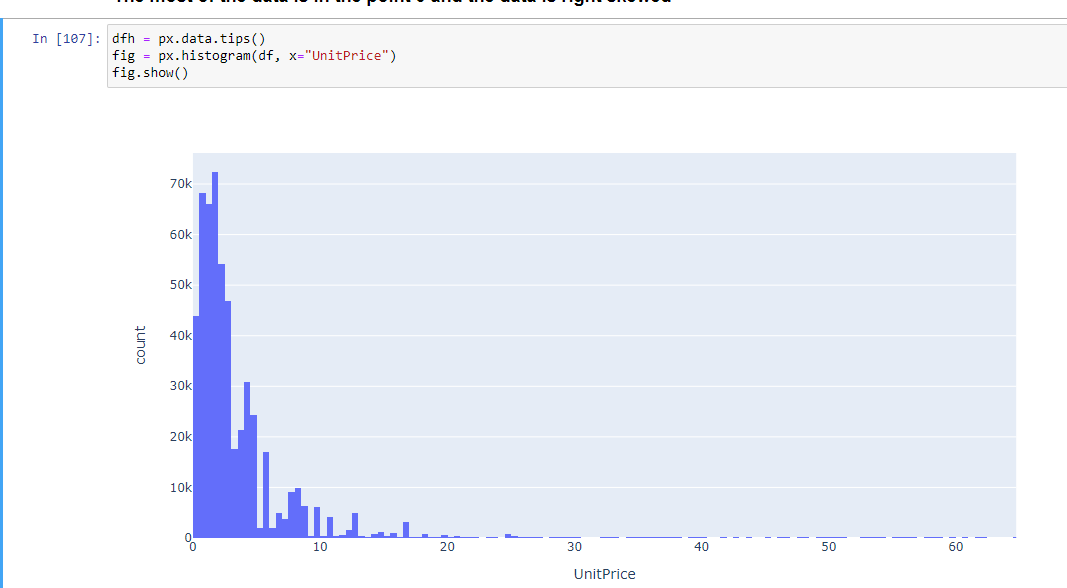 In [107]: dfh = px.data.tips()
fig = px.histogram(df, x="UnitPrice")
fig.show()
70k
60k
50k
40k
30k
20k
10k
0
count
0 10 20 30 40 50 60
UnitPrice